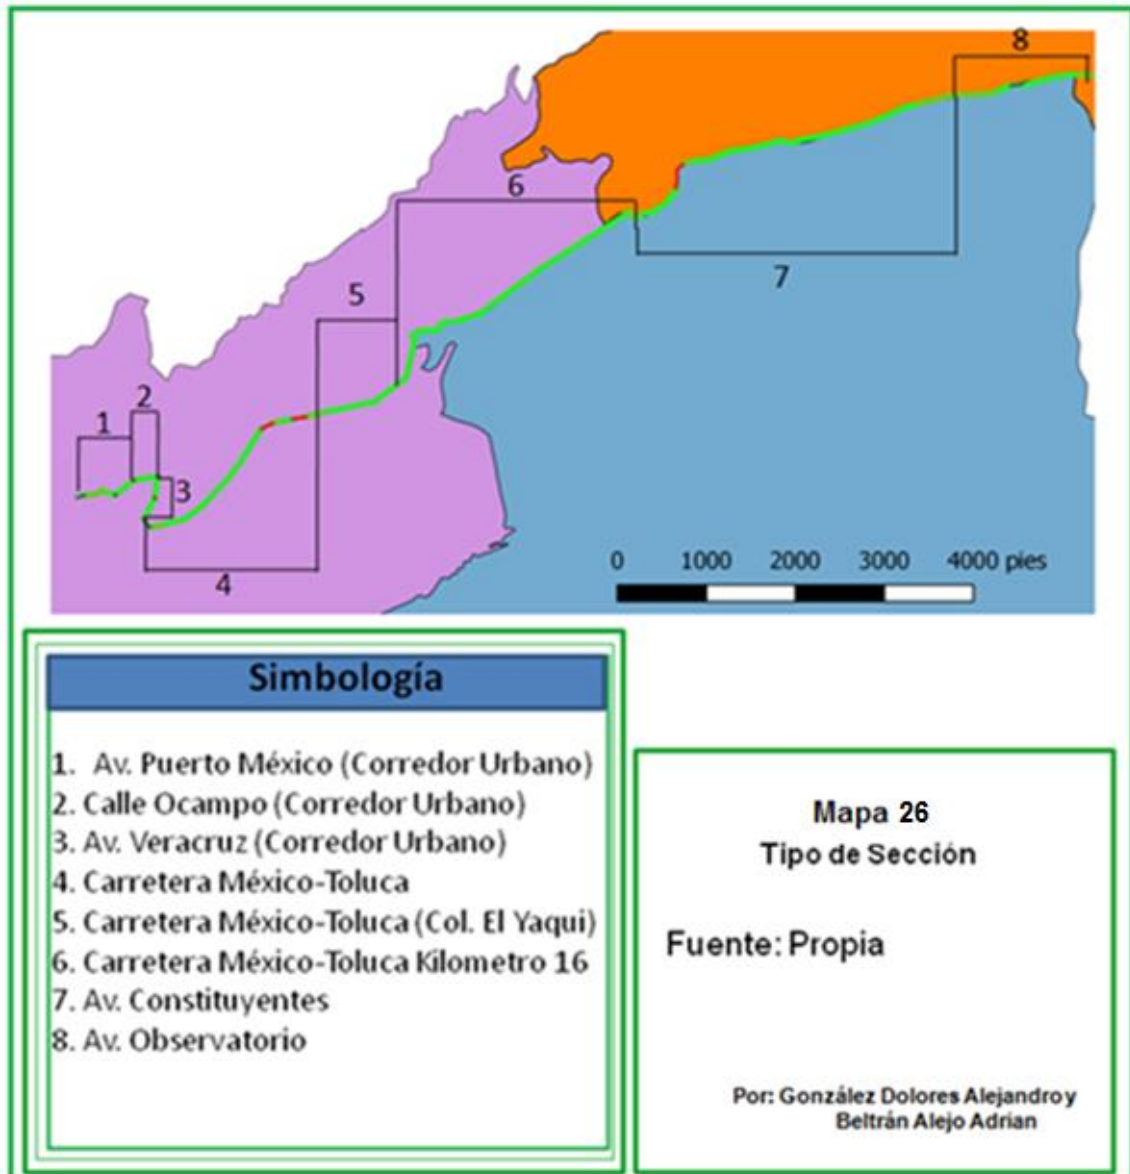 8
6
7
5
2
1
3
4
0 1000 2000 3000 4000 pies
Simbología
1. Av. Puerto México (Corredor Urbano)
2. Calle Ocampo (Corredor Urbano)
3. Av. Veracruz (Corredor Urbano)
4. Carretera México-Toluca
5. Carretera México-Toluca (Col. El Yaqui)
6. Carretera México-Toluca Kilometro 16
7. Av. Constituyentes
8. Av. Observatorio
Mapa 26
Tipo de Sección
Fuente: Propia
Por: González Dolores Alejandro y
Beltrán Alejo Adrian